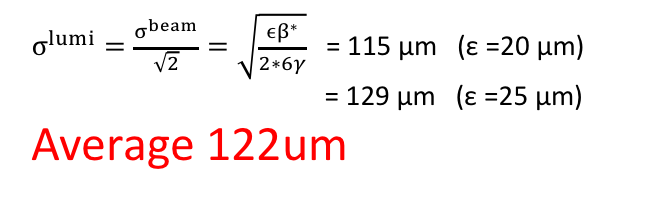 σ^lumi = σ^beam/√2 = √(ϵβ*/2*6γ) = 115 µm (ε =20 µm)
= 129 µm (ε =25 µm)
Average 122um